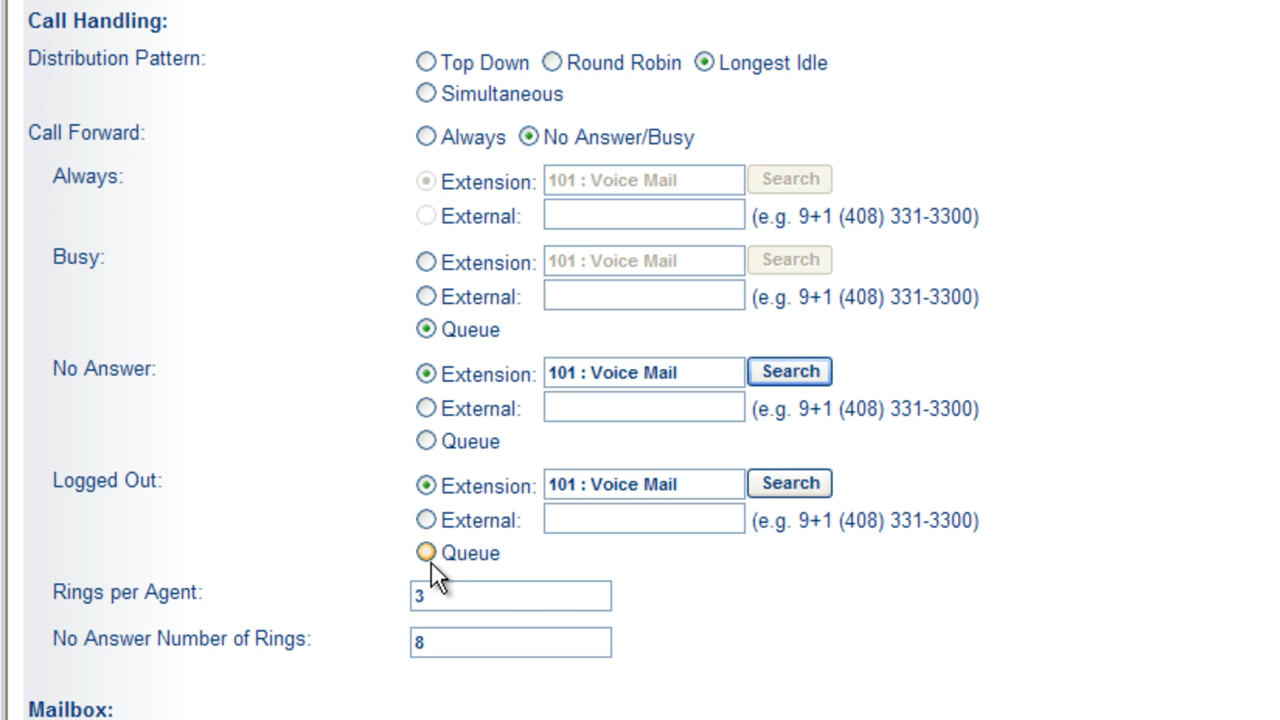 Call Handling:
Distribution Pattern: Top Down Round Robin Longest Idle
Simultaneous
Call Forward: Always No Answer/Busy
Always: Extension: 101 : Voice Mail Search
External: (e.g. 9+1 (408) 331-3300)
Busy: Extension: 101 : Voice Mail Search
External: (e.g. 9+1 (408) 331-3300)
Queue
No Answer: Extension: 101 : Voice Mail Search
External: (e.g. 9+1 (408) 331-3300)
Queue
Logged Out: Extension: 101 : Voice Mail Search
External: (e.g. 9+1 (408) 331-3300)
Queue
Rings per Agent: 3
No Answer Number of Rings: 8
Mailbox: